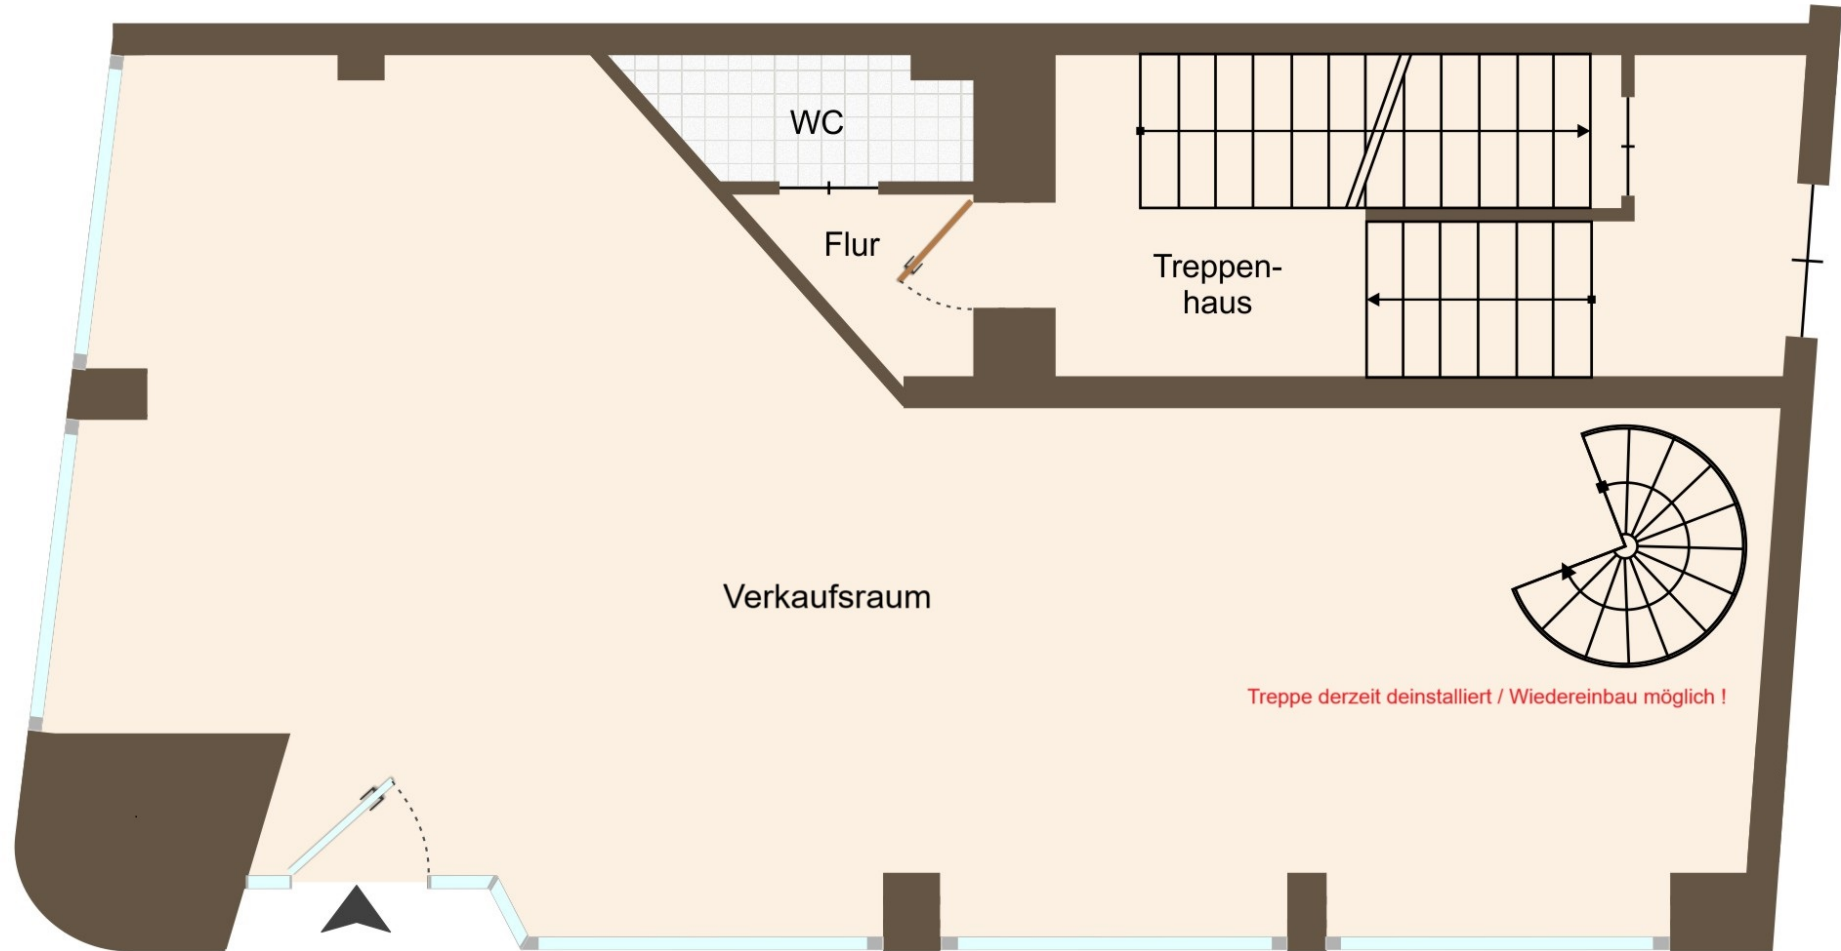 WC
Flur
Treppen-
haus
Verkaufsraum
Treppe derzeit deinstalliert / Wiedereinbau möglich !